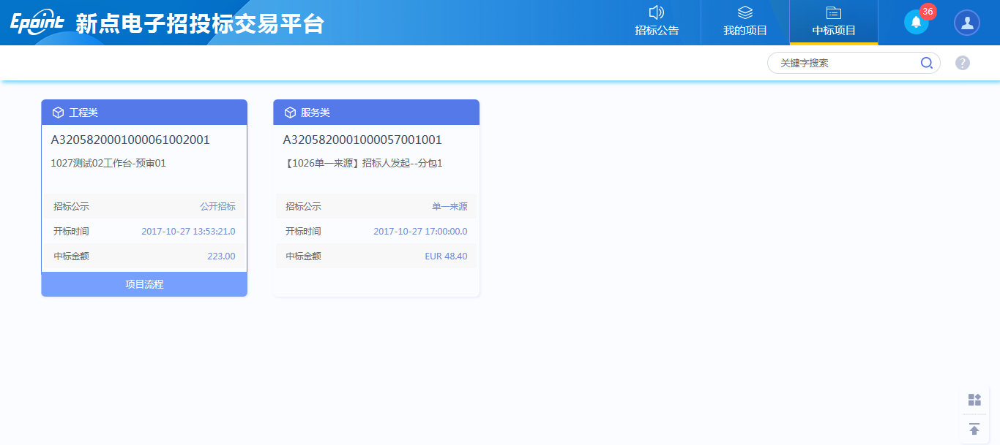 Epoint 新点电子招投标交易平台
招标公告
我的项目
中标项目
36
关键字搜索
?
工程类
A3205820001000061002001
1027测试02工作台-预审01
招标公示 公开招标
开标时间 2017-10-27 13:53:21.0
中标金额 223.00
项目流程
服务类
A3205820001000057001001
【1026单一来源】招标人发起--分包1
招标公示 单一来源
开标时间 2017-10-27 17:00:00.0
中标金额 EUR 48.40